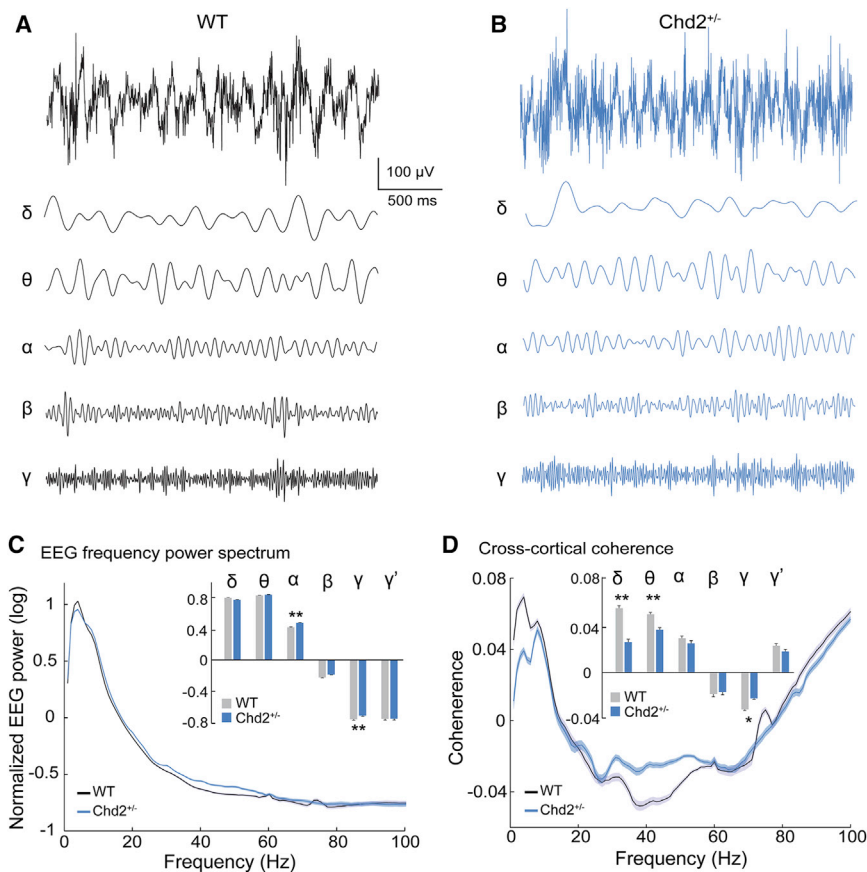 A WT
100 µV
500 ms
δ
θ
α
β
γ
B Chd2+/-
δ
θ
α
β
γ
C EEG frequency power spectrum
Normalized EEG power (log)
1
0.5
0
-0.5
-1
0 20 40 60 80 100
Frequency (Hz)
WT
Chd2+/-
δ θ α β γ γ’
0.8
0.4
0
-0.4
-0.8
**
**
WT
Chd2+/-
D Cross-cortical coherence
Cohenerence
0.08
0.04
0
-0.04
0 20 40 60 80 100
Frequency (Hz)
WT
Chd2+/-
δ θ α β γ γ’
0.08
0.04
0
-0.04
** **
*
WT
Chd2+/-